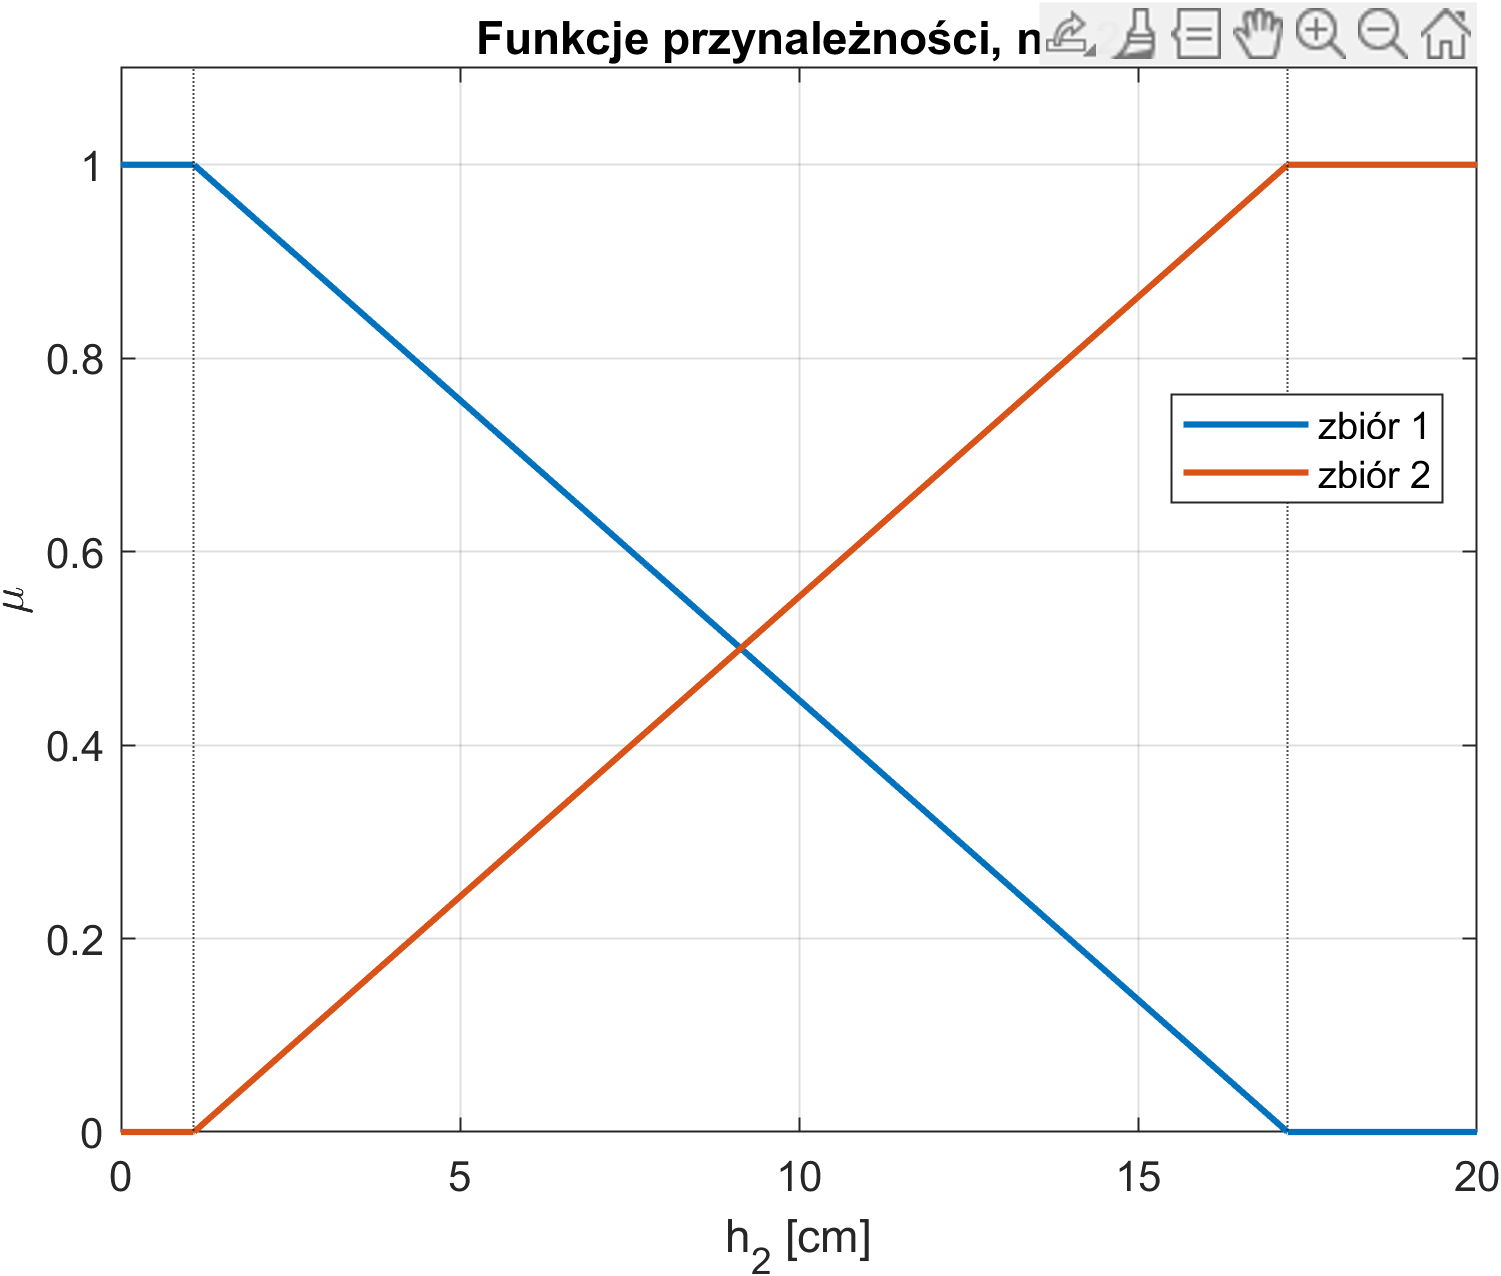 Funkcje przynależności, n
1
0.8
0.6
0.4
0.2
0
μ
zbiór 1
zbiór 2
0 5 10 15 20
h2 [cm]